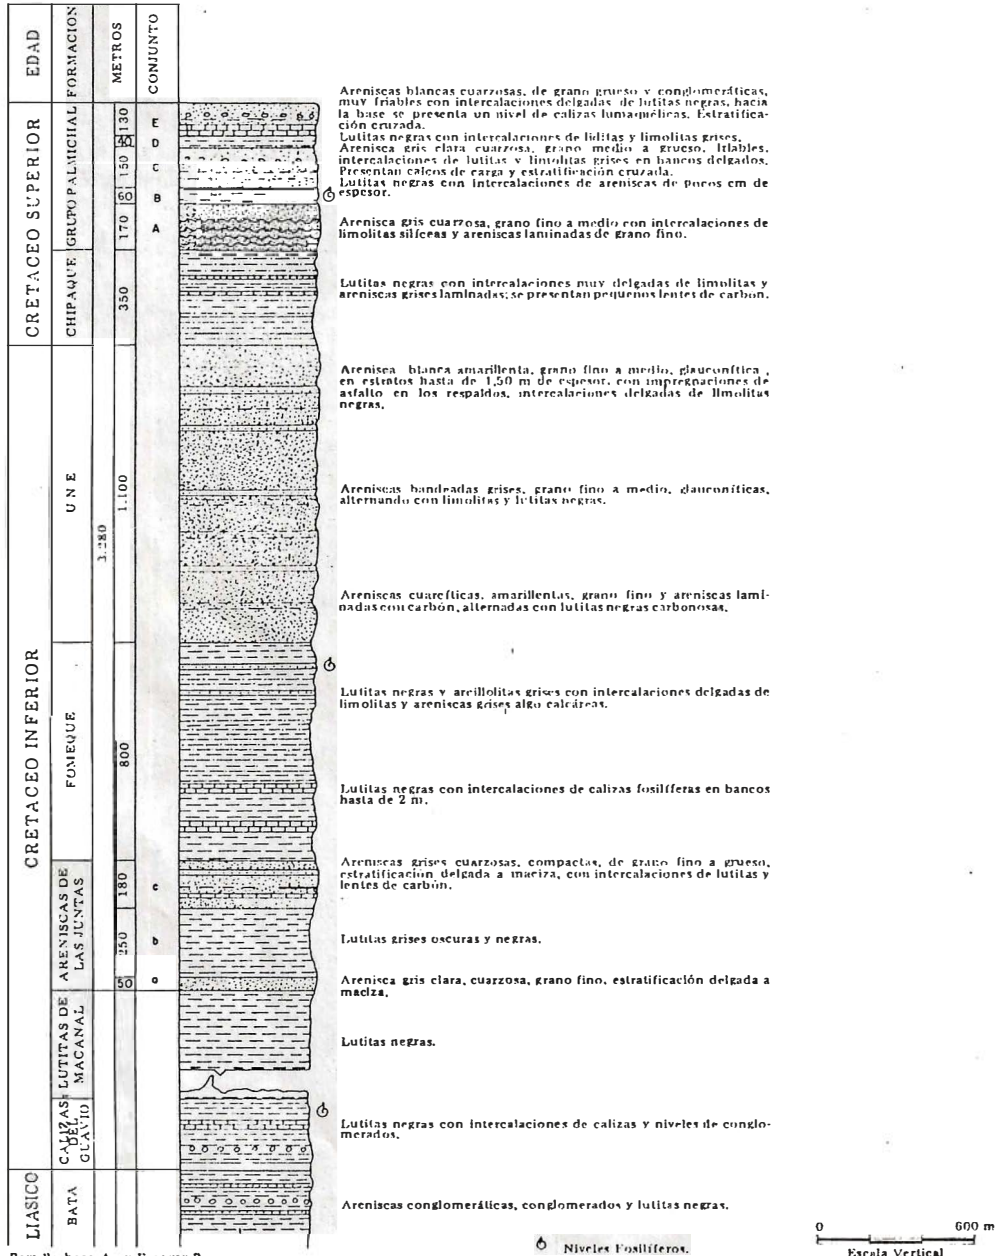 EDAD
FORMACION
METROS
CONJUNTO
CRETACEO SUPERIOR
GRUPO PALMICHAL
130
E
40
D
150
C
60
B
170
A
Areniscas blancas cuarzosas, de grano grueso y conglomeráticas,
muy friables con intercalaciones delgadas de lutitas negras, hacia
la base se presenta un nivel de calizas lumaquélicas. Estratifica-
ción cruzada.
Lutitas negras con intercalaciones de liditas y limolitas grises.
Arenisca gris clara cuarzosa, grano medio a grueso, friables,
intercalaciones de lutitas y limolitas grises en bancos delgados.
Presentan calcos de carga y estratificación cruzada.
Lutitas negras con intercalaciones de areniscas de pocos cm de
espesor.
Arenisca gris cuarzosa, grano fino a medio con intercalaciones de
limolitas silíceas y areniscas laminadas de grano fino.
CHIPAQUE
350
Lutitas negras con intercalaciones muy delgadas de limolitas y
areniscas grises laminadas; se presentan pequeños lentes de carbón.
CRETACEO INFERIOR
UNE
3.280
1.100
Arenisca blanca amarillenta, grano fino a medio, glauconítica,
en estratos hasta de 1,50 m de espesor, con impregnaciones de
asfalto en los respaldos, intercalaciones delgadas de limolitas
negras.
Areniscas bandeadas grises, grano fino a medio, glauconíticas,
alternando con limolitas y lutitas negras.
Areniscas cuarcíticas, amarillentas, grano fino y areniscas lami-
nadas con carbón, alternadas con lutitas negras carbonosas.
FOMEQUE
800
Lutitas negras y arcillolitas grises con intercalaciones delgadas de
limolitas y areniscas grises algo calcáreas.
Lutitas negras con intercalaciones de calizas fosilíferas en bancos
hasta de 2 m.
ARENISCAS DE
LAS JUNTAS
180
c
250
b
50
a
Areniscas grises cuarzosas, compactas, de grano fino a grueso,
estratificación delgada a maciza, con intercalaciones de lutitas y
lentes de carbón.
Lutitas grises oscuras y negras.
Arenisca gris clara, cuarzosa, grano fino, estratificación delgada a
maciza.
LUTITAS DE
MACANAL
Lutitas negras.
CALIZAS
DEL
GUAVIO
Lutitas negras con intercalaciones de calizas y niveles de conglo-
merados.
LIASICO
BATA
Areniscas conglomeráticas, conglomerados y lutitas negras.
Niveles Fosilíferos.
0 600 m
Escala Vertical